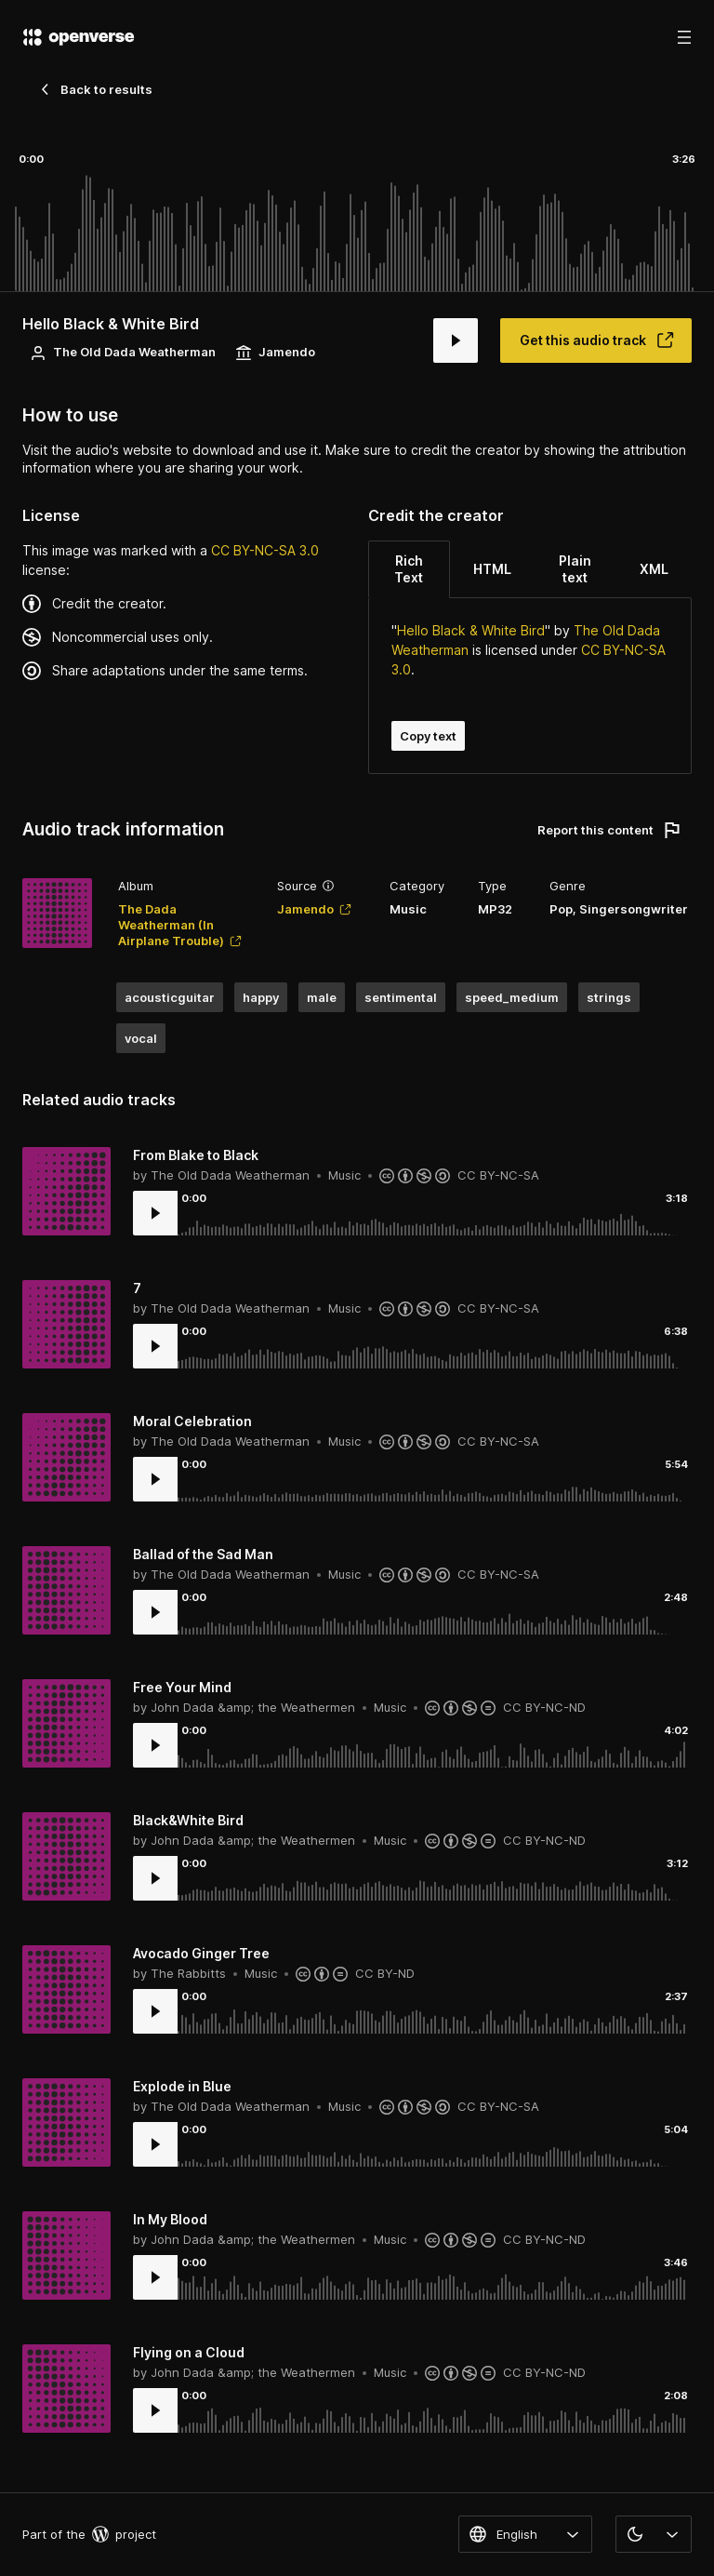 openverse
Back to results
0:00 3:26
Hello Black & White Bird
The Old Dada Weatherman Jamendo
Get this audio track
How to use
Visit the audio's website to download and use it. Make sure to credit the creator by showing the attribution
information where you are sharing your work.
License
This image was marked with a CC BY-NC-SA 3.0
license:
Credit the creator.
Noncommercial uses only.
Share adaptations under the same terms.
Credit the creator
Rich
Text
HTML
Plain
text
XML
"Hello Black & White Bird" by The Old Dada
Weatherman is licensed under CC BY-NC-SA
3.0.
Copy text
Audio track information
Report this content
Album
The Dada
Weatherman (In
Airplane Trouble)
Source
Jamendo
Category
Music
Type
MP32
Genre
Pop, Singersongwriter
acousticguitar happy male sentimental speed_medium strings
vocal
Related audio tracks
From Blake to Black
by The Old Dada Weatherman • Music • CC BY-NC-SA
0:00 3:18
7
by The Old Dada Weatherman • Music • CC BY-NC-SA
0:00 6:38
Moral Celebration
by The Old Dada Weatherman • Music • CC BY-NC-SA
0:00 5:54
Ballad of the Sad Man
by The Old Dada Weatherman • Music • CC BY-NC-SA
0:00 2:48
Free Your Mind
by John Dada &amp; the Weathermen • Music • CC BY-NC-ND
0:00 4:02
Black&White Bird
by John Dada &amp; the Weathermen • Music • CC BY-NC-ND
0:00 3:12
Avocado Ginger Tree
by The Rabbitts • Music • CC BY-ND
0:00 2:37
Explode in Blue
by The Old Dada Weatherman • Music • CC BY-NC-SA
0:00 5:04
In My Blood
by John Dada &amp; the Weathermen • Music • CC BY-NC-ND
0:00 3:46
Flying on a Cloud
by John Dada &amp; the Weathermen • Music • CC BY-NC-ND
0:00 2:08
Part of the project
English